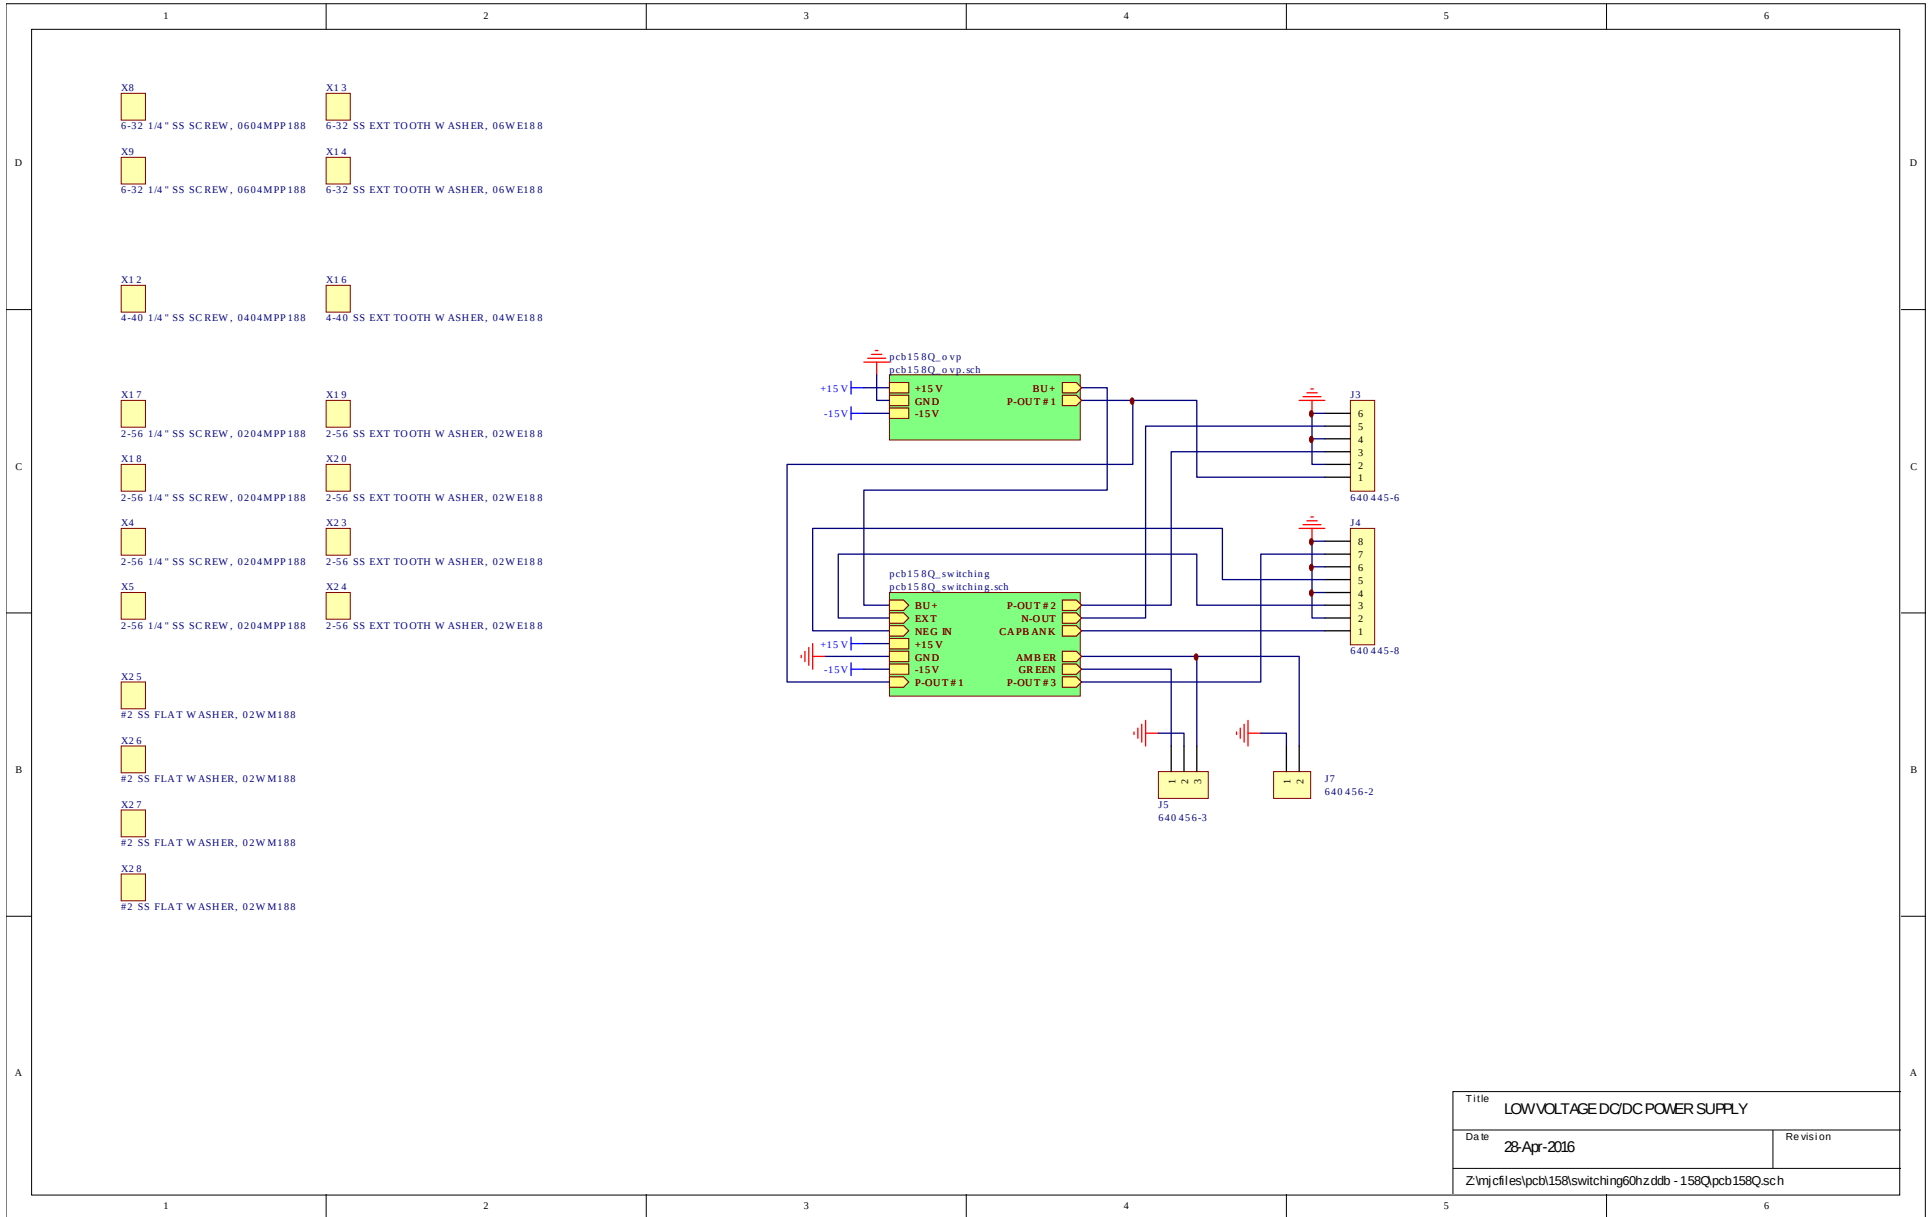 1 2 3 4 5 6
X8
6-32 1/4" SS SCREW, 0604MPP188
X13
6-32 SS EXT TOOTH WASHER, 06WE188
X9
6-32 1/4" SS SCREW, 0604MPP188
X14
6-32 SS EXT TOOTH WASHER, 06WE188
D
D
X12
4-40 1/4" SS SCREW, 0404MPP188
X16
4-40 SS EXT TOOTH WASHER, 04WE188
X17
2-56 1/4" SS SCREW, 0204MPP188
X19
2-56 SS EXT TOOTH WASHER, 02WE188
X18
2-56 1/4" SS SCREW, 0204MPP188
X20
2-56 SS EXT TOOTH WASHER, 02WE188
C
C
X4
2-56 1/4" SS SCREW, 0204MPP188
X23
2-56 SS EXT TOOTH WASHER, 02WE188
X5
2-56 1/4" SS SCREW, 0204MPP188
X24
2-56 SS EXT TOOTH WASHER, 02WE188
X25
#2 SS FLAT WASHER, 02WM188
X26
#2 SS FLAT WASHER, 02WM188
X27
#2 SS FLAT WASHER, 02WM188
X28
#2 SS FLAT WASHER, 02WM188
B
B
A
A
pcb158Q_ovp
pcb158Q_ovp.sch
+15V
-15V
+15V
GND
-15V
BU+
P-OUT#1
J3
6
5
4
3
2
1
640445-6
J4
8
7
6
5
4
3
2
1
640445-8
pcb158Q_switching
pcb158Q_switching.sch
+15V
-15V
BU+
EXT
NEG IN
+15V
GND
-15V
P-OUT#1
P-OUT#2
N-OUT
CAPBANK
AMBER
GREEN
P-OUT#3
1 2 3
J5
640456-3
1 2
J7
640456-2
Title
LOW VOLTAGE DC/DC POWER SUPPLY
Date
28-Apr-2016
Revision
Z:\mjcfiles\pcb\158\switching60hz.ddb - 158Q\pcb158Q.sch
1 2 3 4 5 6